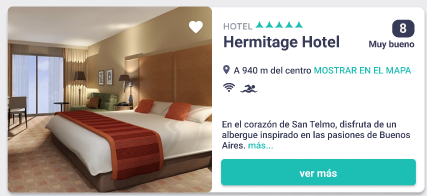 HOTEL
8
Hermitage Hotel
Muy bueno
A 940 m del centro MOSTRAR EN EL MAPA
En el corazón de San Telmo, disfruta de un
albergue inspirado en las pasiones de Buenos
Aires. más...
ver más